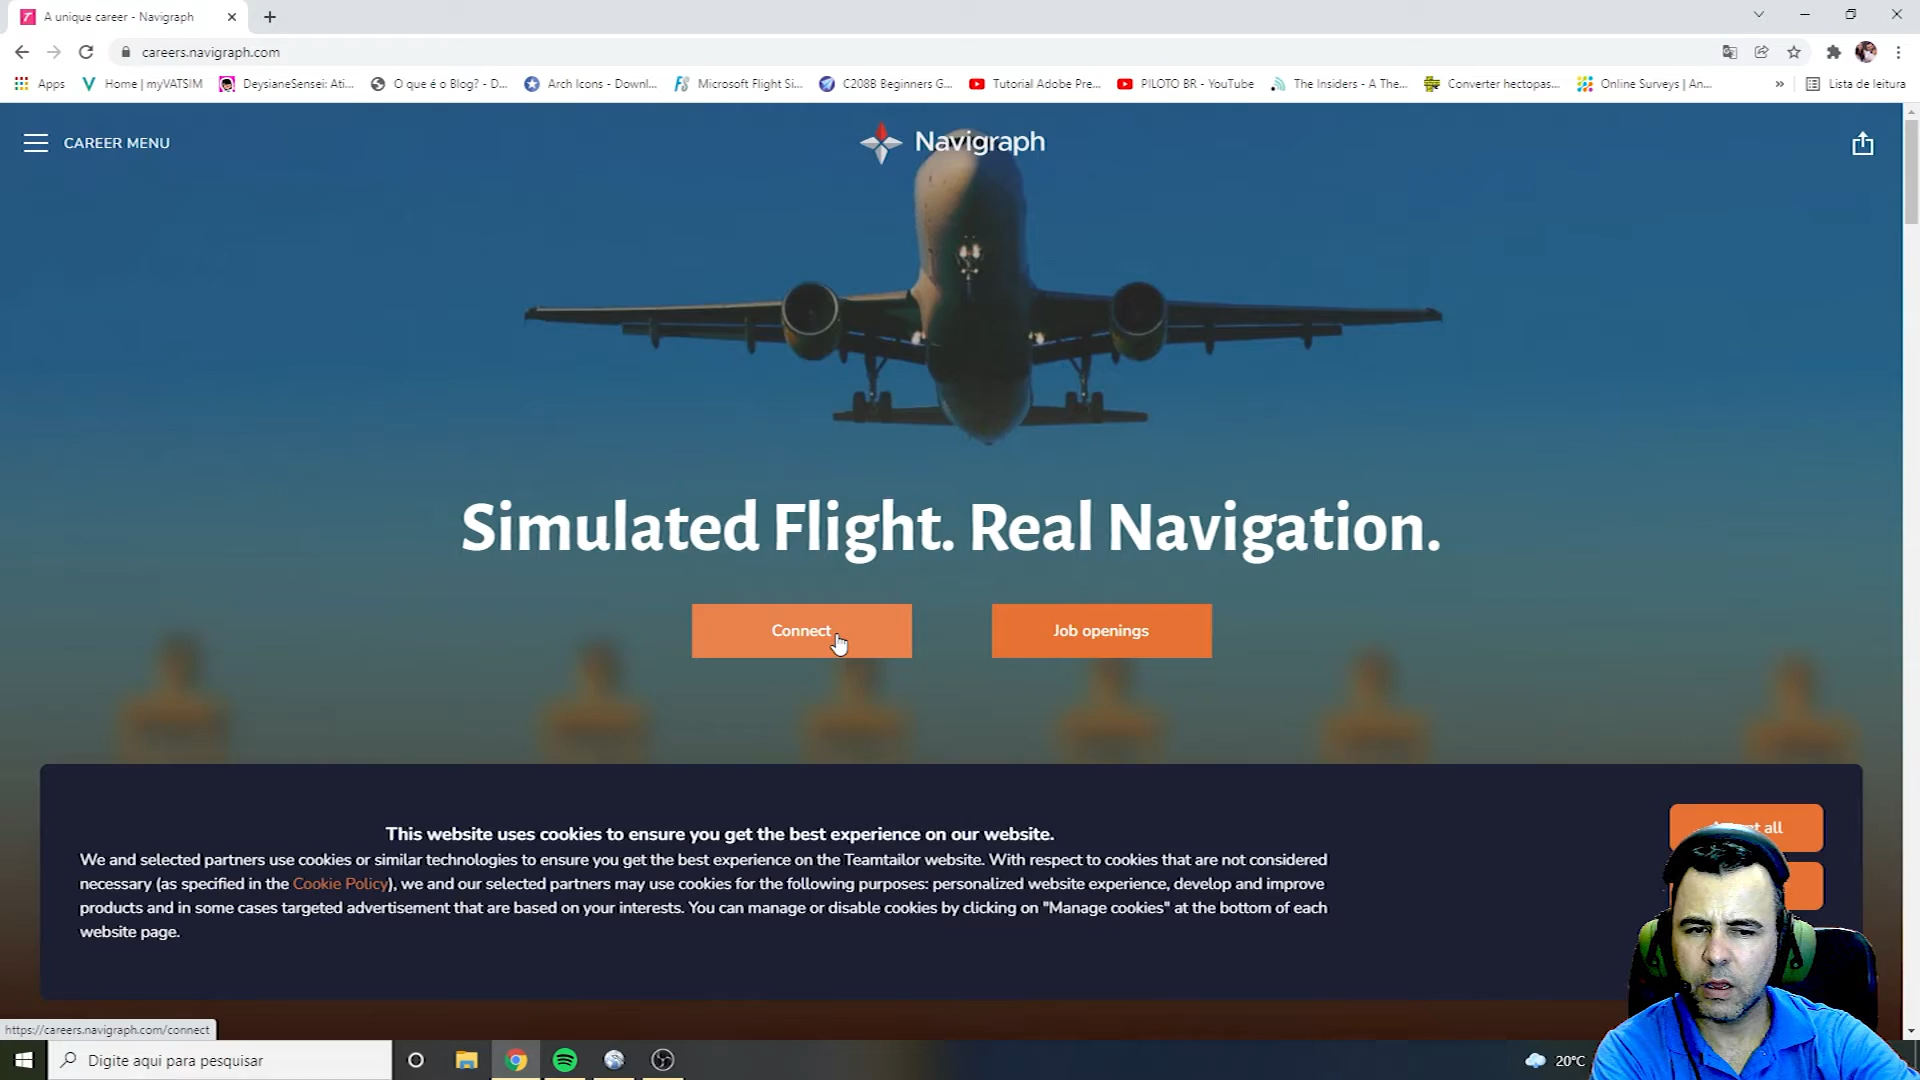 A unique career - Navigraph
careers.navigraph.com
Apps
Home | myVATSIM
DeysianeSensei: Ati...
O que é o Blog? - D...
Arch Icons - Downl...
Microsoft Flight Si...
C208B Beginners G...
Tutorial Adobe Pre...
PILOTO BR - YouTube
The Insiders - A The...
Converter hectopas...
Online Surveys | An...
»
Lista de leitura
CAREER MENU
Navigraph
Simulated Flight. Real Navigation.
Connect
Job openings
This website uses cookies to ensure you get the best experience on our website.
We and selected partners use cookies or similar technologies to ensure you get the best experience on the Teamtailor website. With respect to cookies that are not considered
necessary (as specified in the Cookie Policy), we and our selected partners may use cookies for the following purposes: personalized website experience, develop and improve
products and in some cases targeted advertisement that are based on your interests. You can manage or disable cookies by clicking on "Manage cookies" at the bottom of each
website page.
all
https://careers.navigraph.com/connect
Digite aqui para pesquisar
20°C